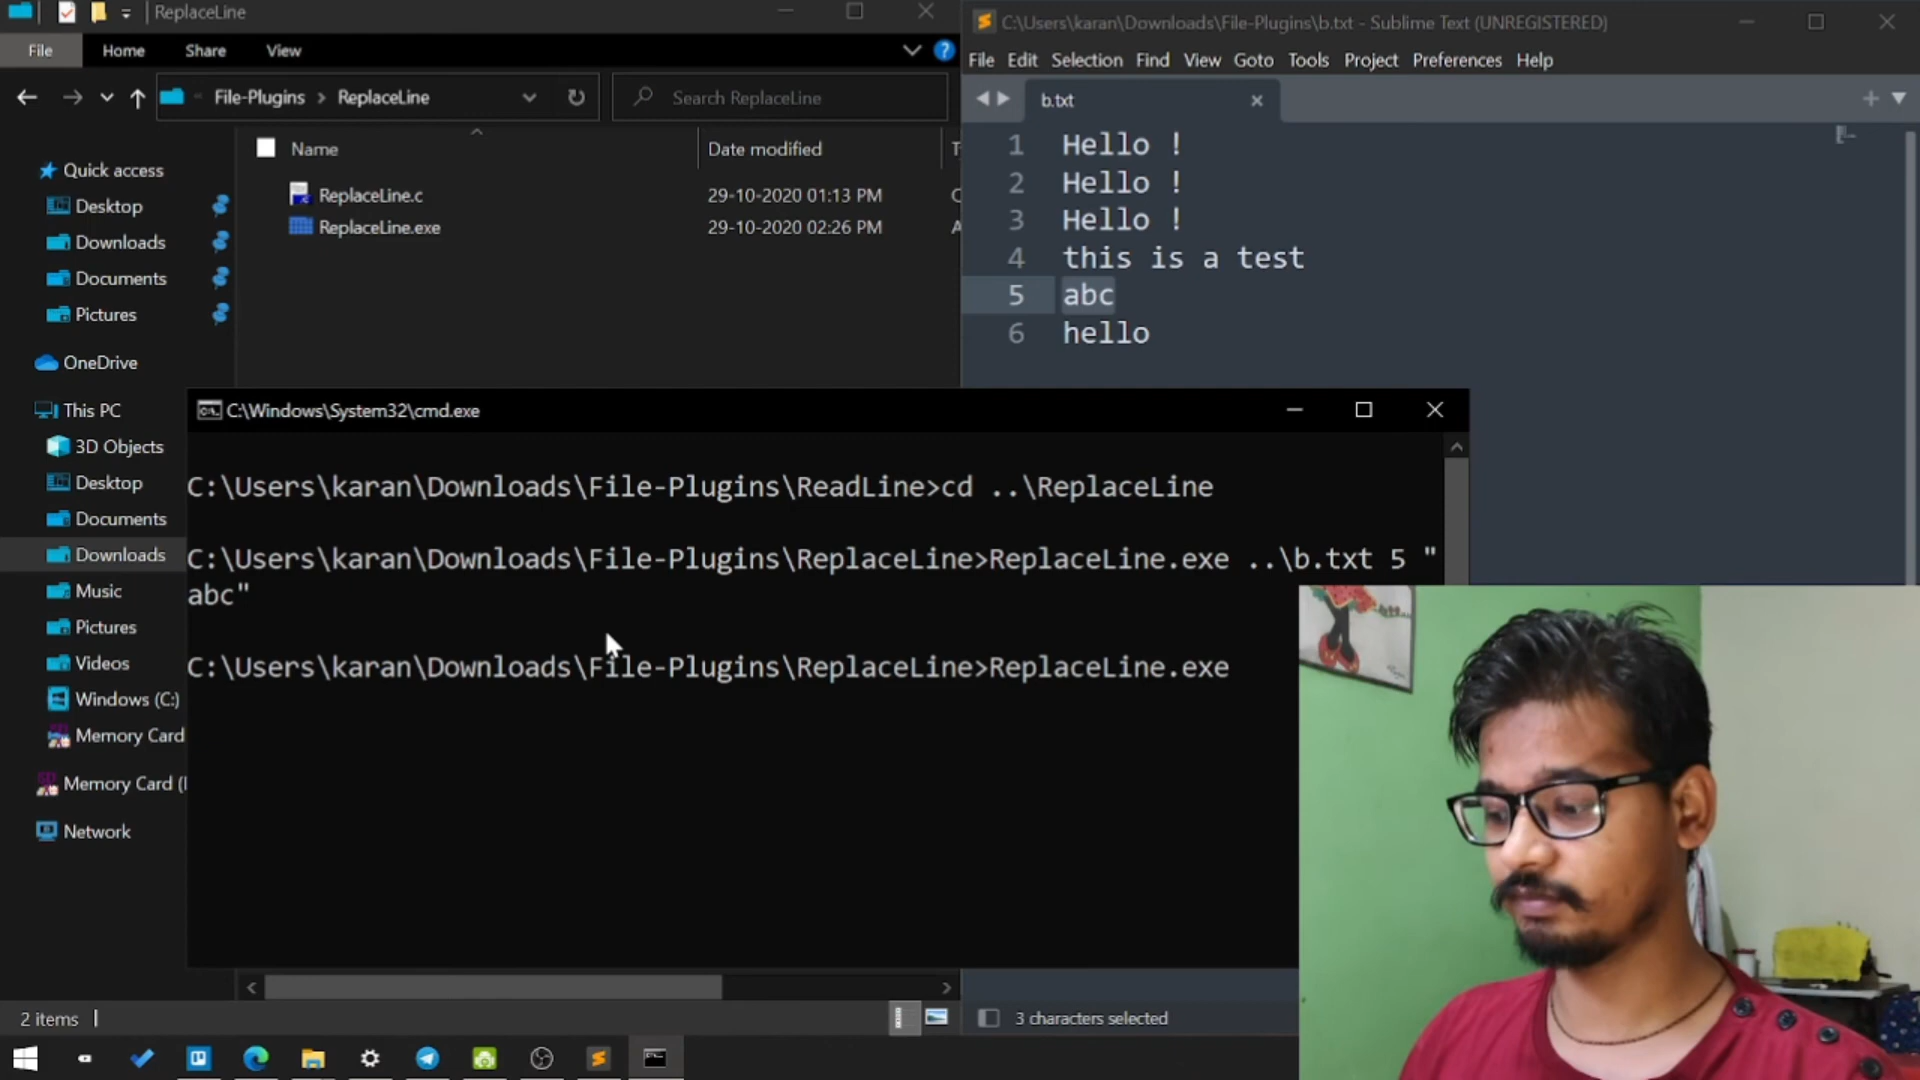 ReplaceLine
File Home Share View
File-Plugins > ReplaceLine
Search ReplaceLine
Name Date modified
ReplaceLine.c 29-10-2020 01:13 PM
ReplaceLine.exe 29-10-2020 02:26 PM
Quick access
Desktop
Downloads
Documents
Pictures
OneDrive
This PC
3D Objects
Desktop
Documents
Downloads
Music
Pictures
Videos
Windows (C:)
Memory Card
Memory Card (
Network
2 items
C:\Users\karan\Downloads\File-Plugins\b.txt - Sublime Text (UNREGISTERED)
File Edit Selection Find View Goto Tools Project Preferences Help
b.txt
1 Hello !
2 Hello !
3 Hello !
4 this is a test
5 abc
6 hello
3 characters selected
C:\Windows\System32\cmd.exe
C:\Users\karan\Downloads\File-Plugins\ReadLine>cd ..\ReplaceLine
C:\Users\karan\Downloads\File-Plugins\ReplaceLine>ReplaceLine.exe ..\b.txt 5 "
abc"
C:\Users\karan\Downloads\File-Plugins\ReplaceLine>ReplaceLine.exe